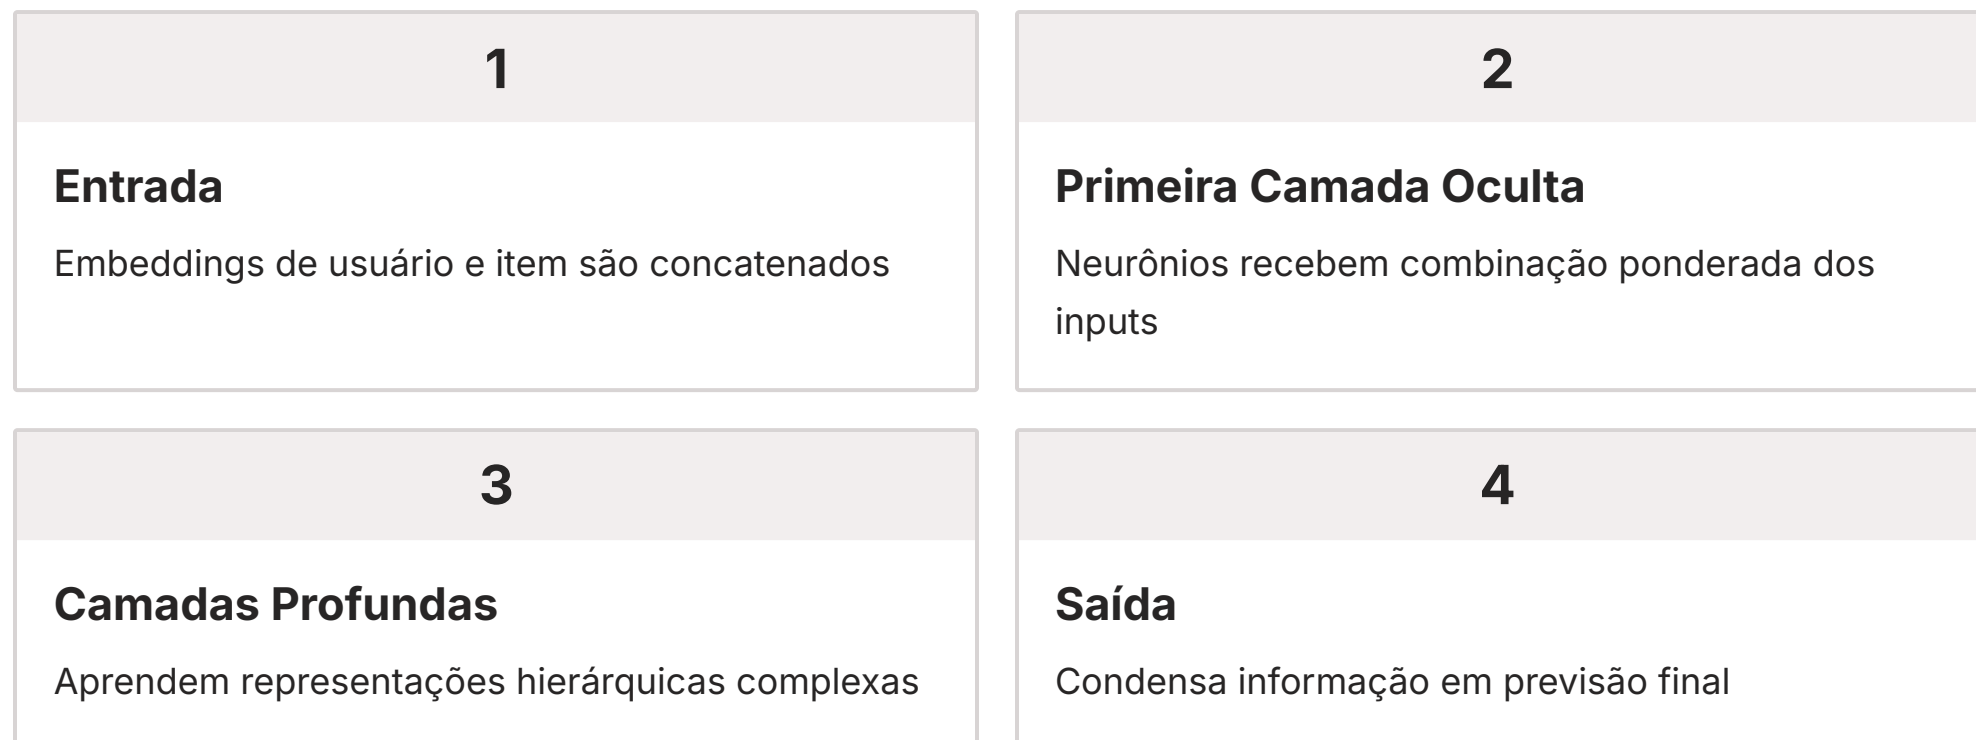 1
Entrada
Embeddings de usuário e item são concatenados
2
Primeira Camada Oculta
Neurônios recebem combinação ponderada dos
inputs
3
Camadas Profundas
Aprendem representações hierárquicas complexas
4
Saída
Condensa informação em previsão final